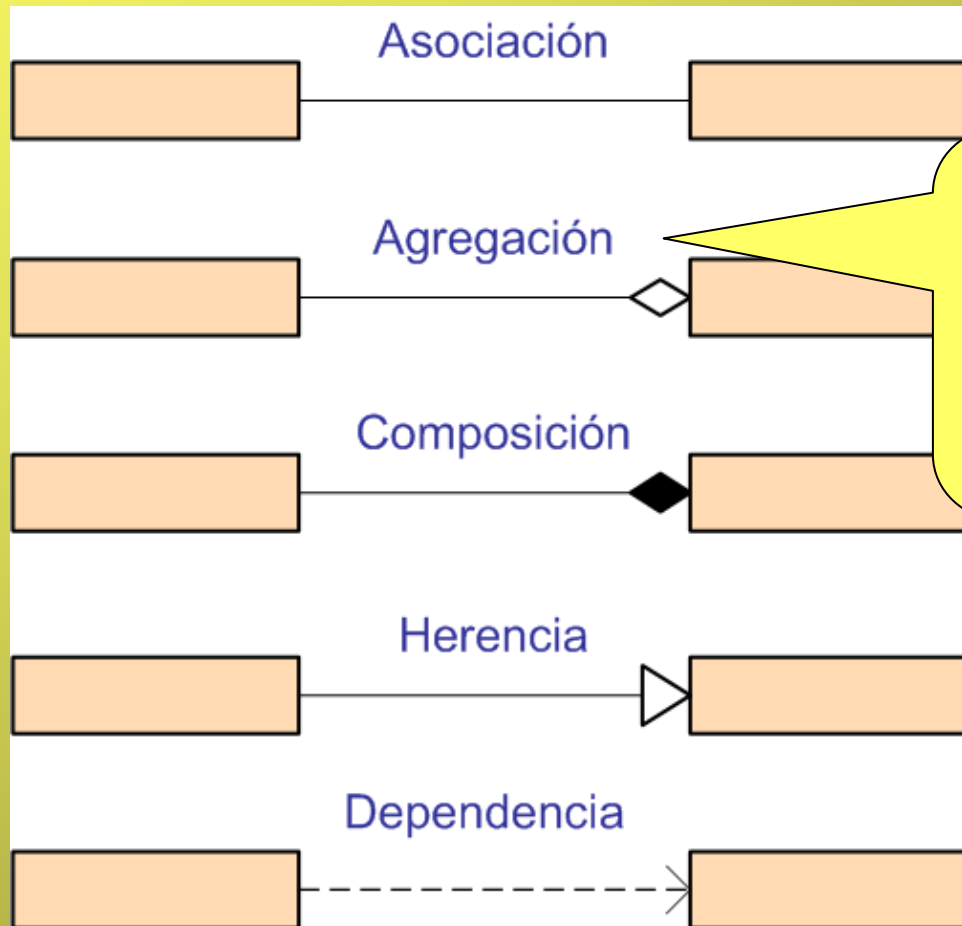 Asociación
Agregación
Composición
Herencia
Dependencia